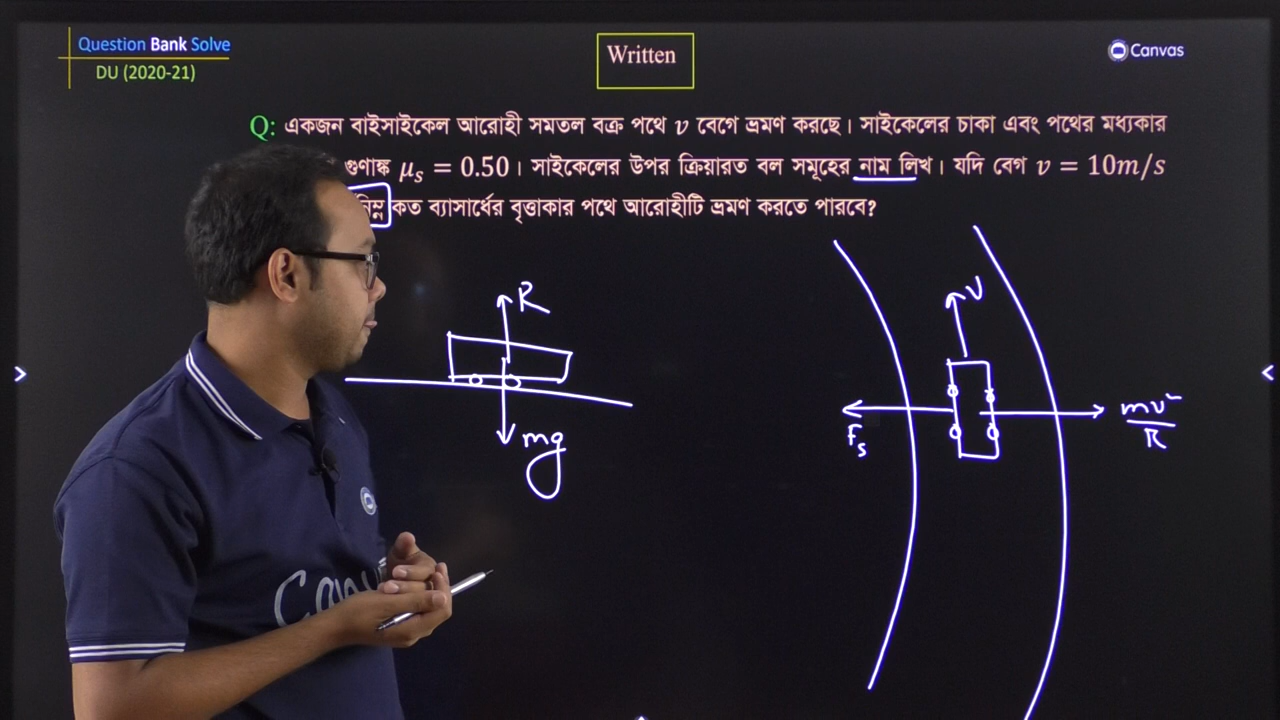 Question Bank Solve
DU (2020-21)
Written
Canvas
Q: একজন বাইসাইকেল আরোহী সমতল বক্র পথে v বেগে ভ্রমণ করছে। সাইকেলের চাকা এবং পথের মধ্যকার
গুণাঙ্ক μₛ = 0.50। সাইকেলের উপর ক্রিয়ারত বল সমূহের নাম লিখ। যদি বেগ v = 10m/s
কত ব্যাসার্ধের বৃত্তাকার পথে আরোহীটি ভ্রমণ করতে পারবে?
R
mg
v
Fₛ
mv²/R